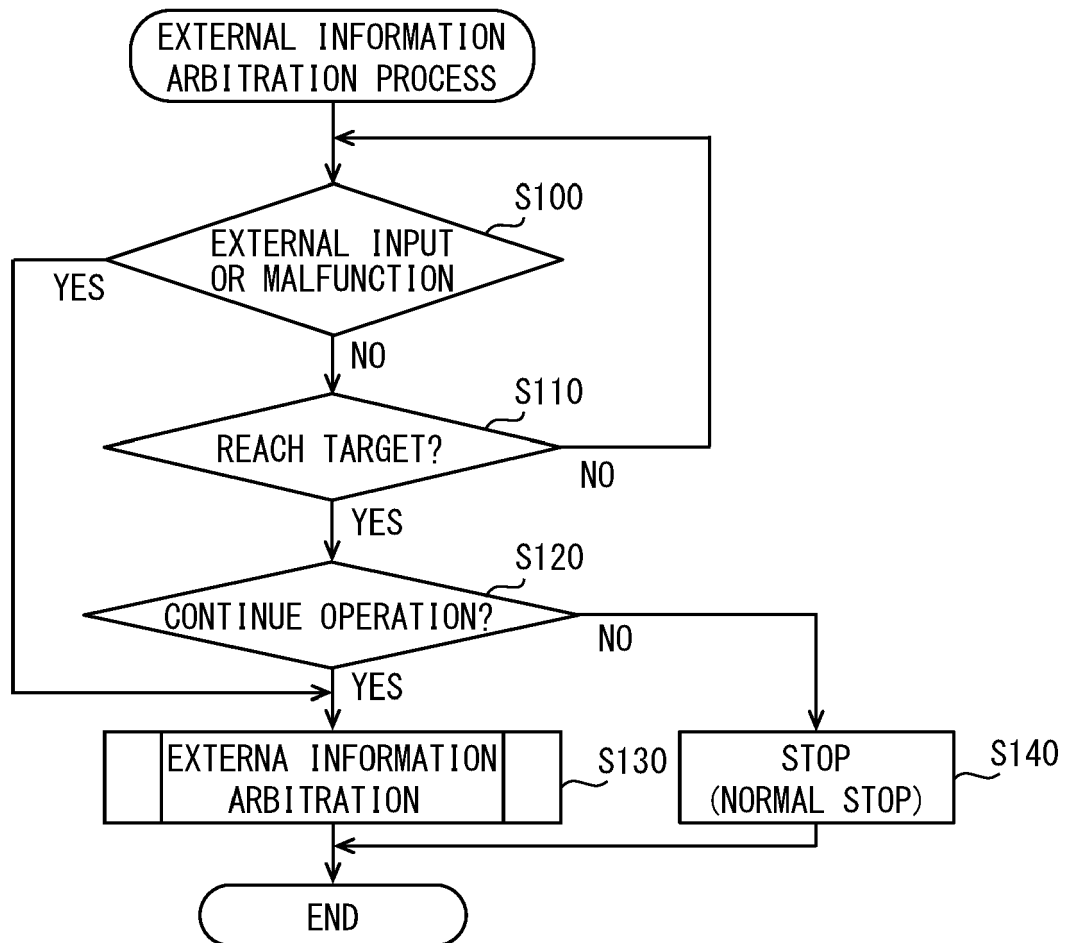 EXTERNAL INFORMATION
ARBITRATION PROCESS
S100
EXTERNAL INPUT
OR MALFUNCTION
YES
NO
S110
REACH TARGET?
NO
YES
S120
CONTINUE OPERATION?
NO
YES
EXTERNA INFORMATION
ARBITRATION
S130
STOP
(NORMAL STOP)
S140
END